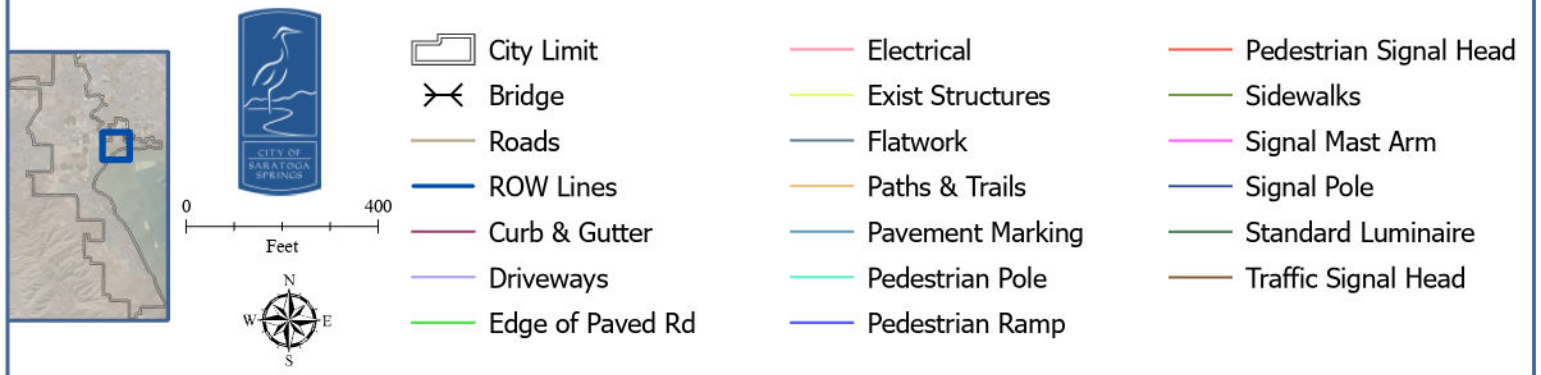 CITY OF
SARATOGA
SPRINGS
0 400
Feet
N
W E
S
City Limit
Bridge
Roads
ROW Lines
Curb & Gutter
Driveways
Edge of Paved Rd
Electrical
Exist Structures
Flatwork
Paths & Trails
Pavement Marking
Pedestrian Pole
Pedestrian Ramp
Pedestrian Signal Head
Sidewalks
Signal Mast Arm
Signal Pole
Standard Luminaire
Traffic Signal Head